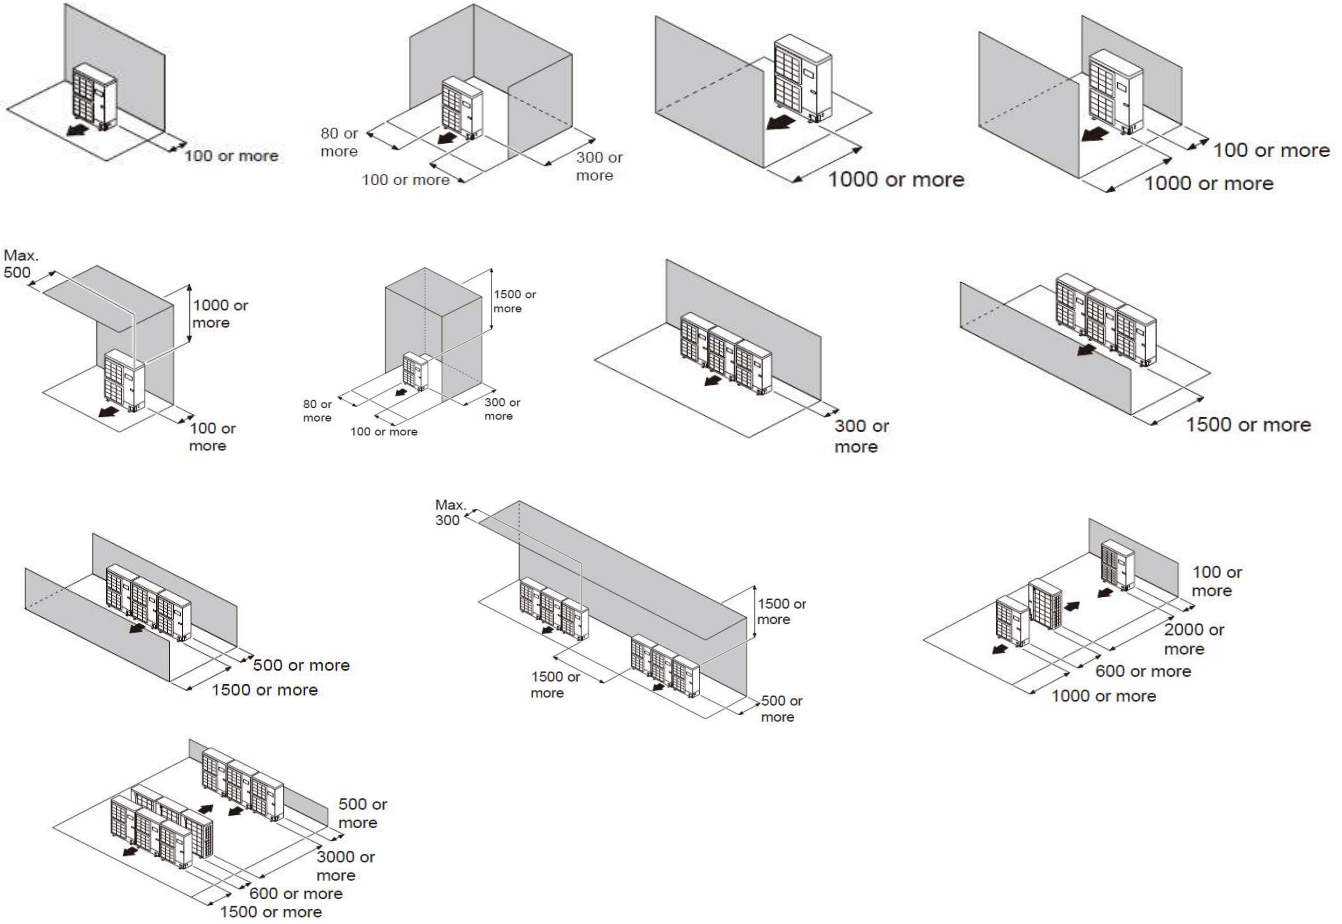 100 or more
80 or
more
100 or more
300 or
more
1000 or more
100 or more
1000 or more
Max.
500
1000 or
more
100 or
more
1500 or
more
80 or
more
100 or more
300 or
more
300 or
more
1500 or more
500 or more
1500 or more
Max.
300
1500 or
more
1500 or
more
500 or
more
100 or
more
2000 or
more
600 or more
1000 or more
500 or
more
3000 or
more
600 or more
1500 or more